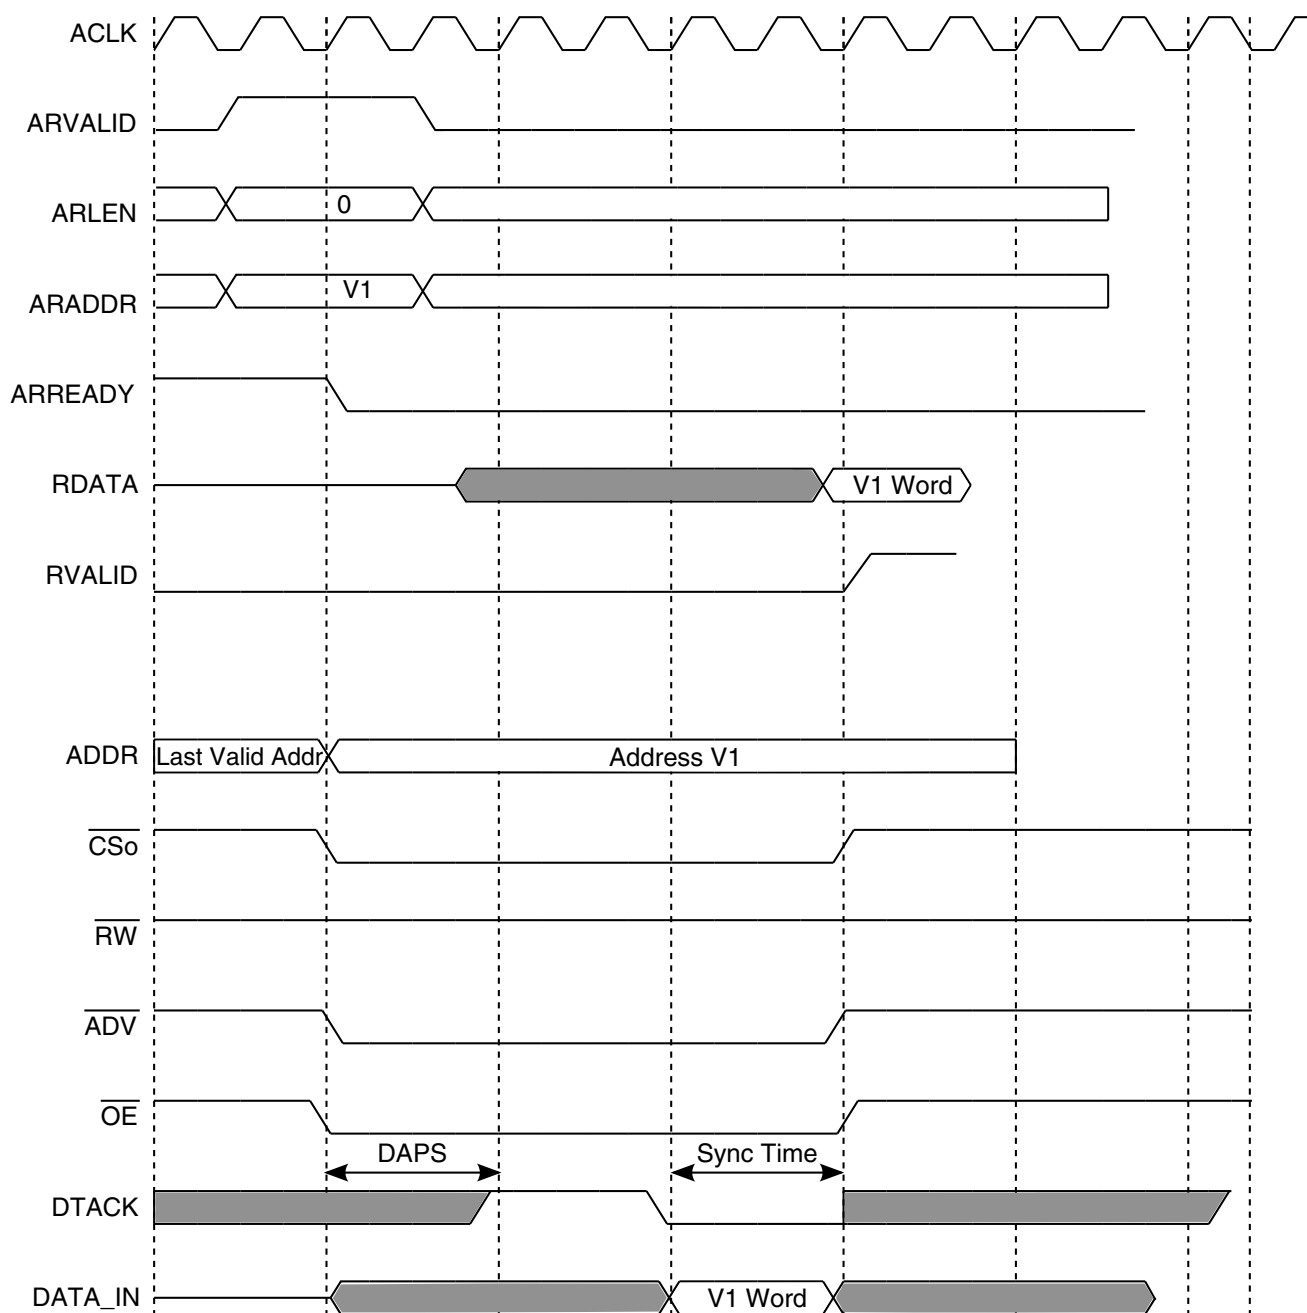 ACLK
ARVALID
ARLEN
0
ARADDR
V1
ARREADY
RDATA
V1 Word
RVALID
ADDR
Last Valid Addr
Address V1
CSo
RW
ADV
OE
DAPS
Sync Time
DTACK
DATA_IN
V1 Word